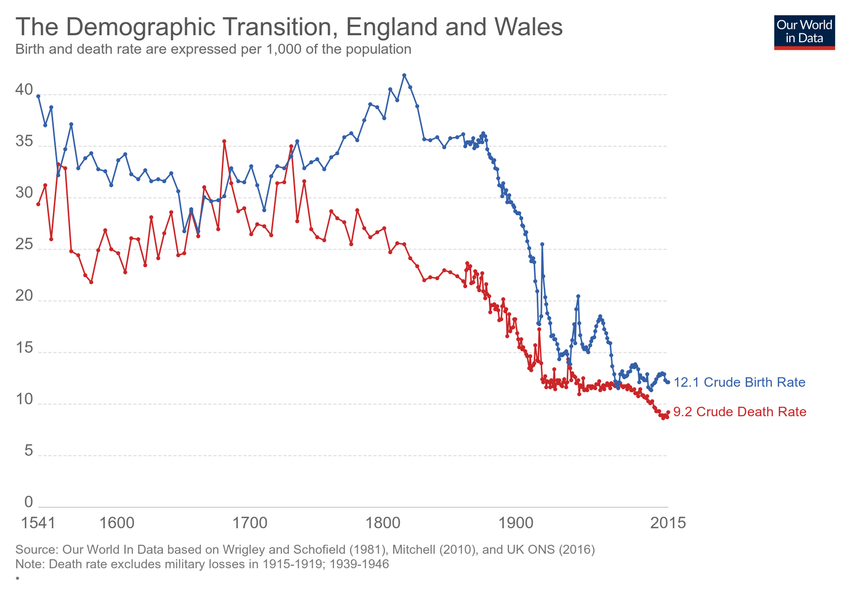 The Demographic Transition, England and Wales
Our World
in Data
Birth and death rate are expressed per 1,000 of the population
40
35
30
25
20
15
10
5
0
12.1 Crude Birth Rate
9.2 Crude Death Rate
1541 1600 1700 1800 1900 2015
Source: Our World In Data based on Wrigley and Schofield (1981), Mitchell (2010), and UK ONS (2016)
Note: Death rate excludes military losses in 1915-1919; 1939-1946
•